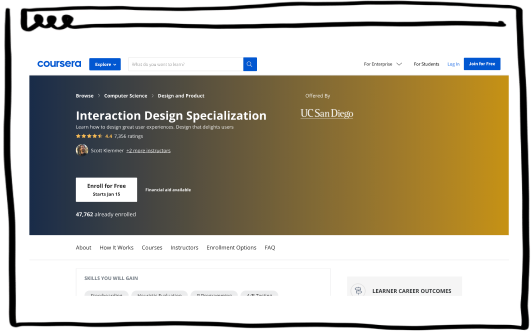 coursera Explore What do you want to learn? For Enterprise For Students Log In Join for Free
Browse > Computer Science > Design and Product
Offered By
Interaction Design Specialization
UC San Diego
Learn how to design great user experiences. Design that delights users
4.4 7,356 ratings
Scott Klemmer +2 more instructors
Enroll for Free
Starts Jan 15
Financial aid available
47,762 already enrolled
About How It Works Courses Instructors Enrollment Options FAQ
SKILLS YOU WILL GAIN
LEARNER CAREER OUTCOMES